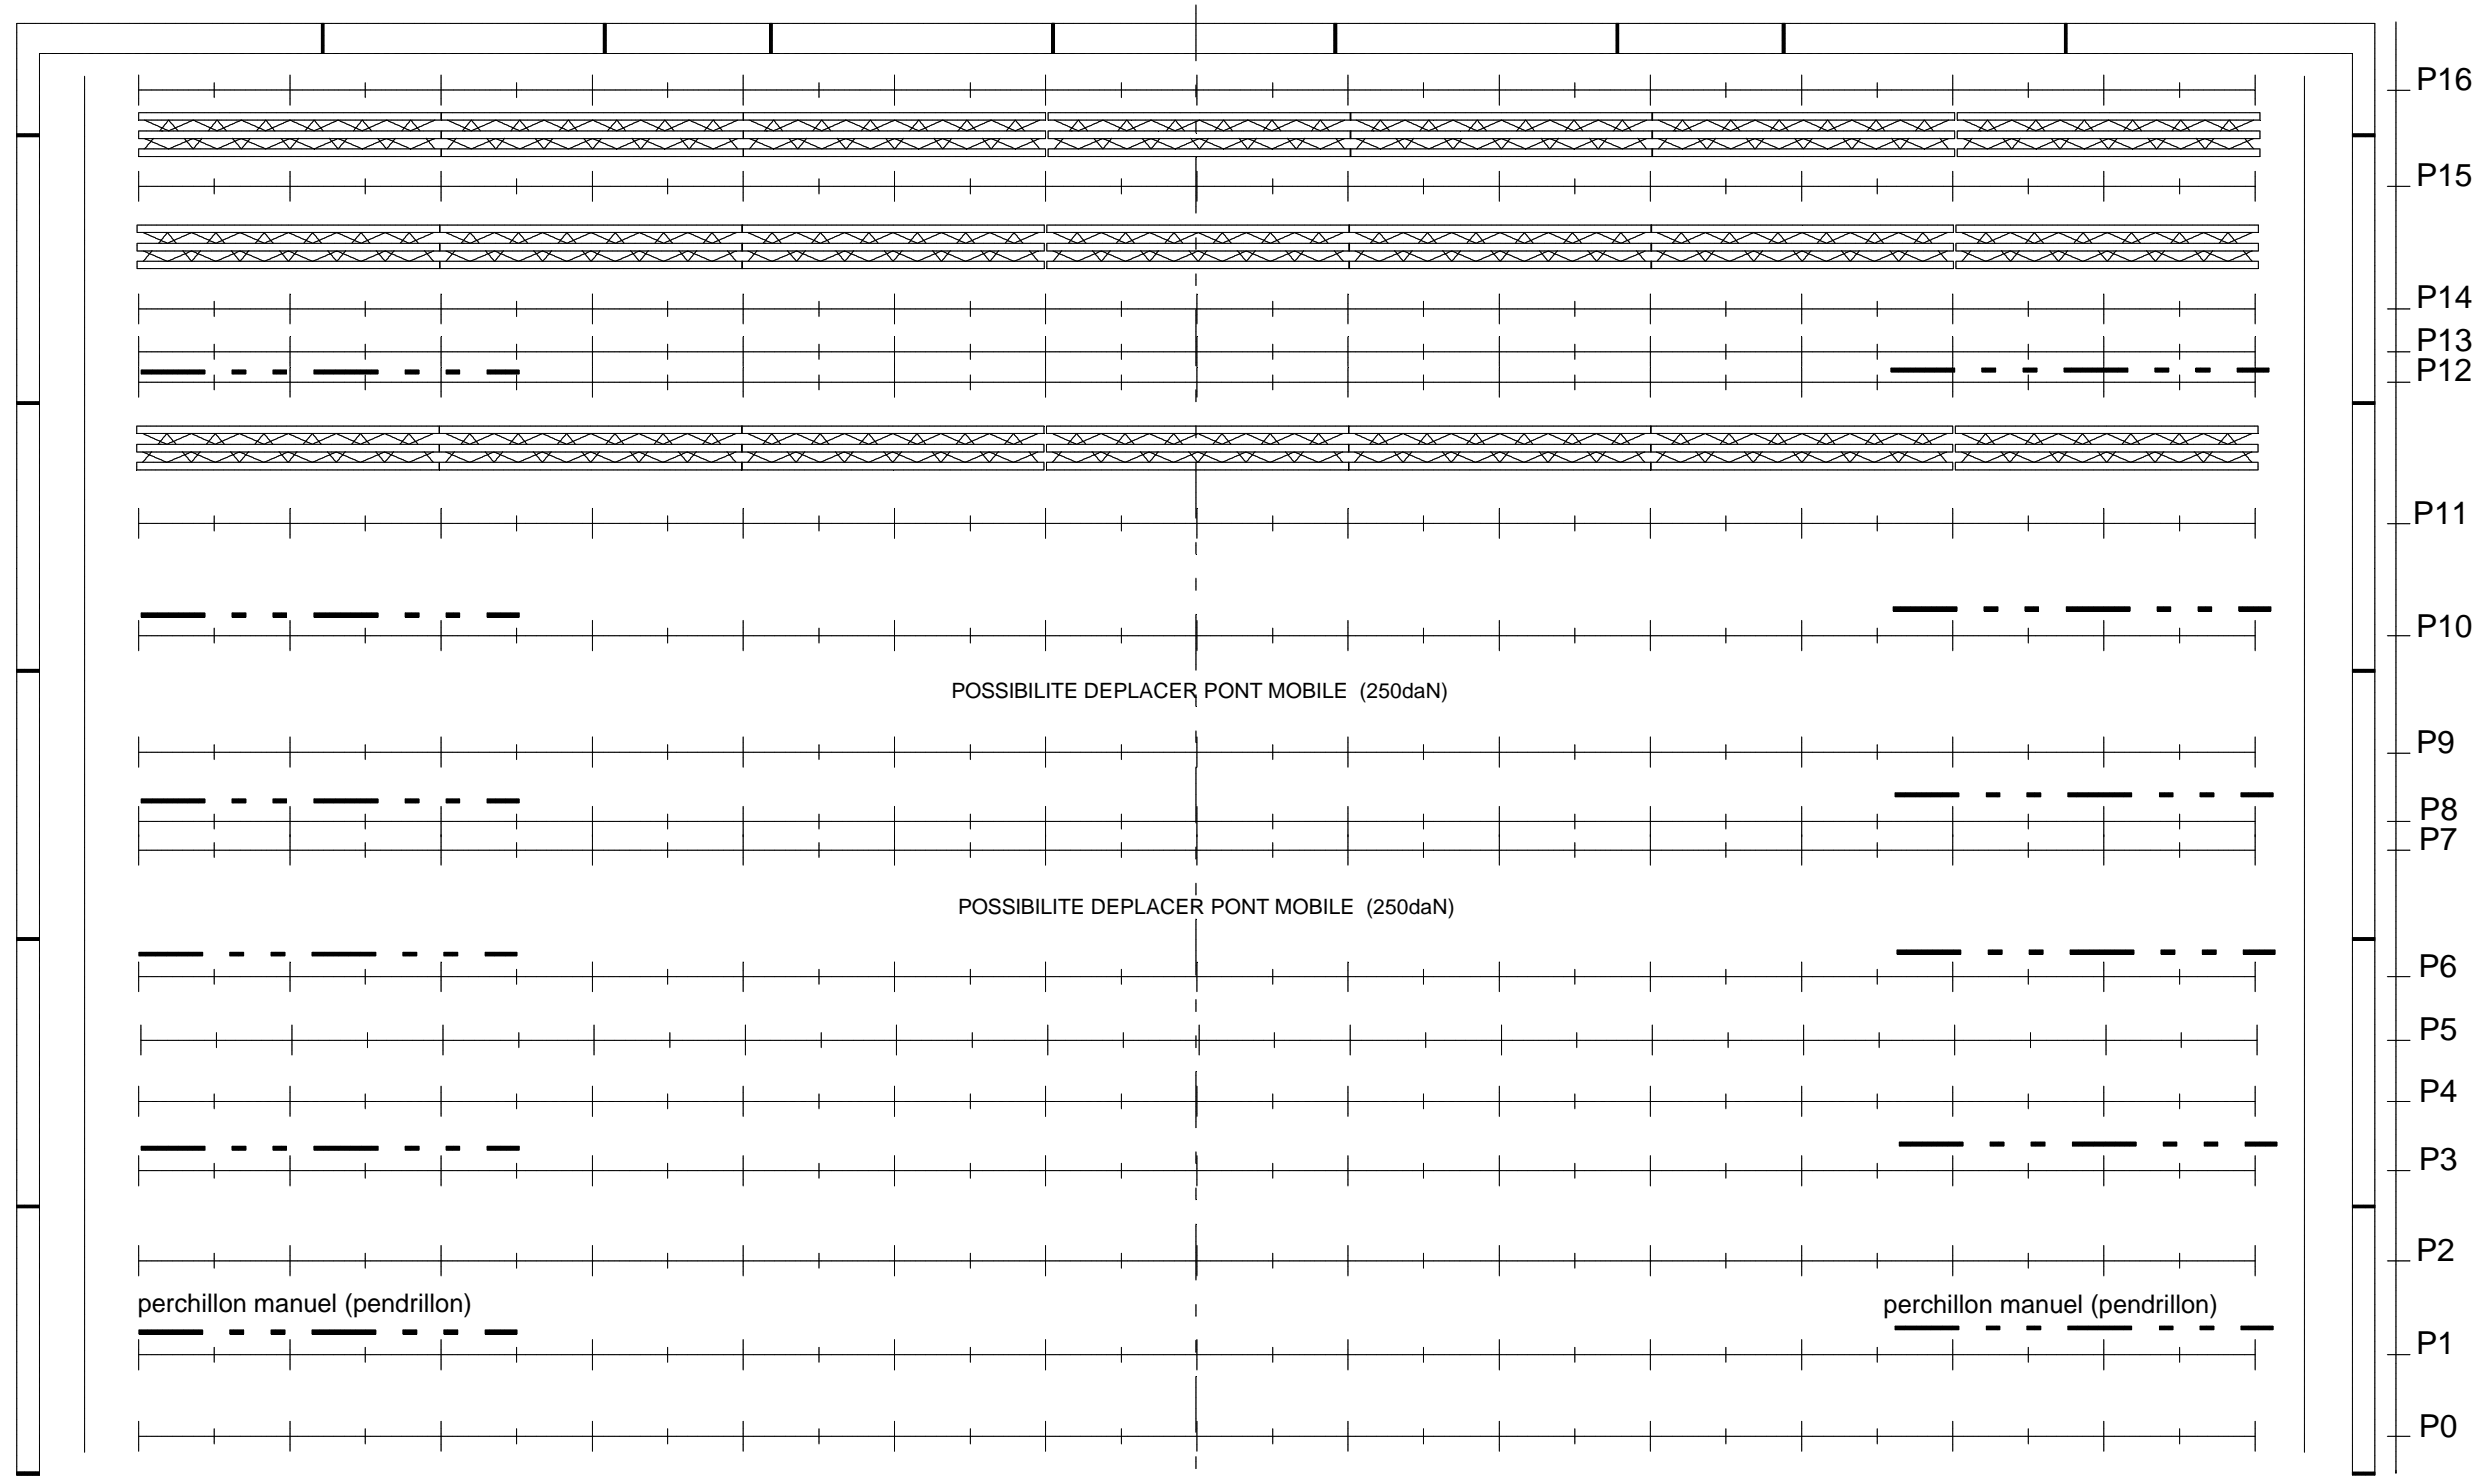 P16
P15
P14
P13
P12
P11
P10
POSSIBILITE DEPLACER PONT MOBILE (250daN)
P9
P8
P7
POSSIBILITE DEPLACER PONT MOBILE (250daN)
P6
P5
P4
P3
P2
perchillon manuel (pendrillon)
perchillon manuel (pendrillon)
P1
P0